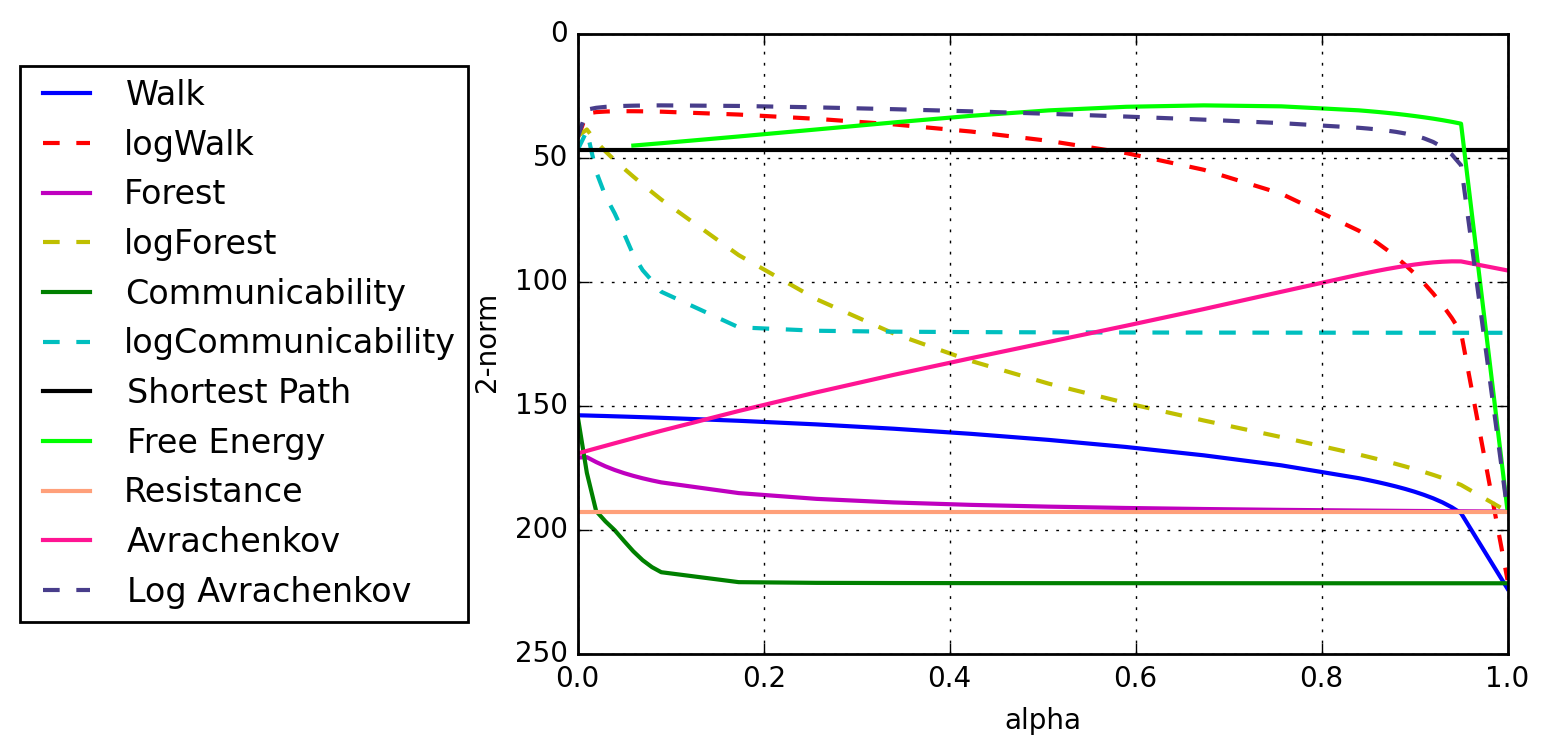 Walk
logWalk
Forest
logForest
Communicability
logCommunicability
Shortest Path
Free Energy
Resistance
Avrachenkov
Log Avrachenkov
2-norm
0
50
100
150
200
250
0.0 0.2 0.4 0.6 0.8 1.0
alpha